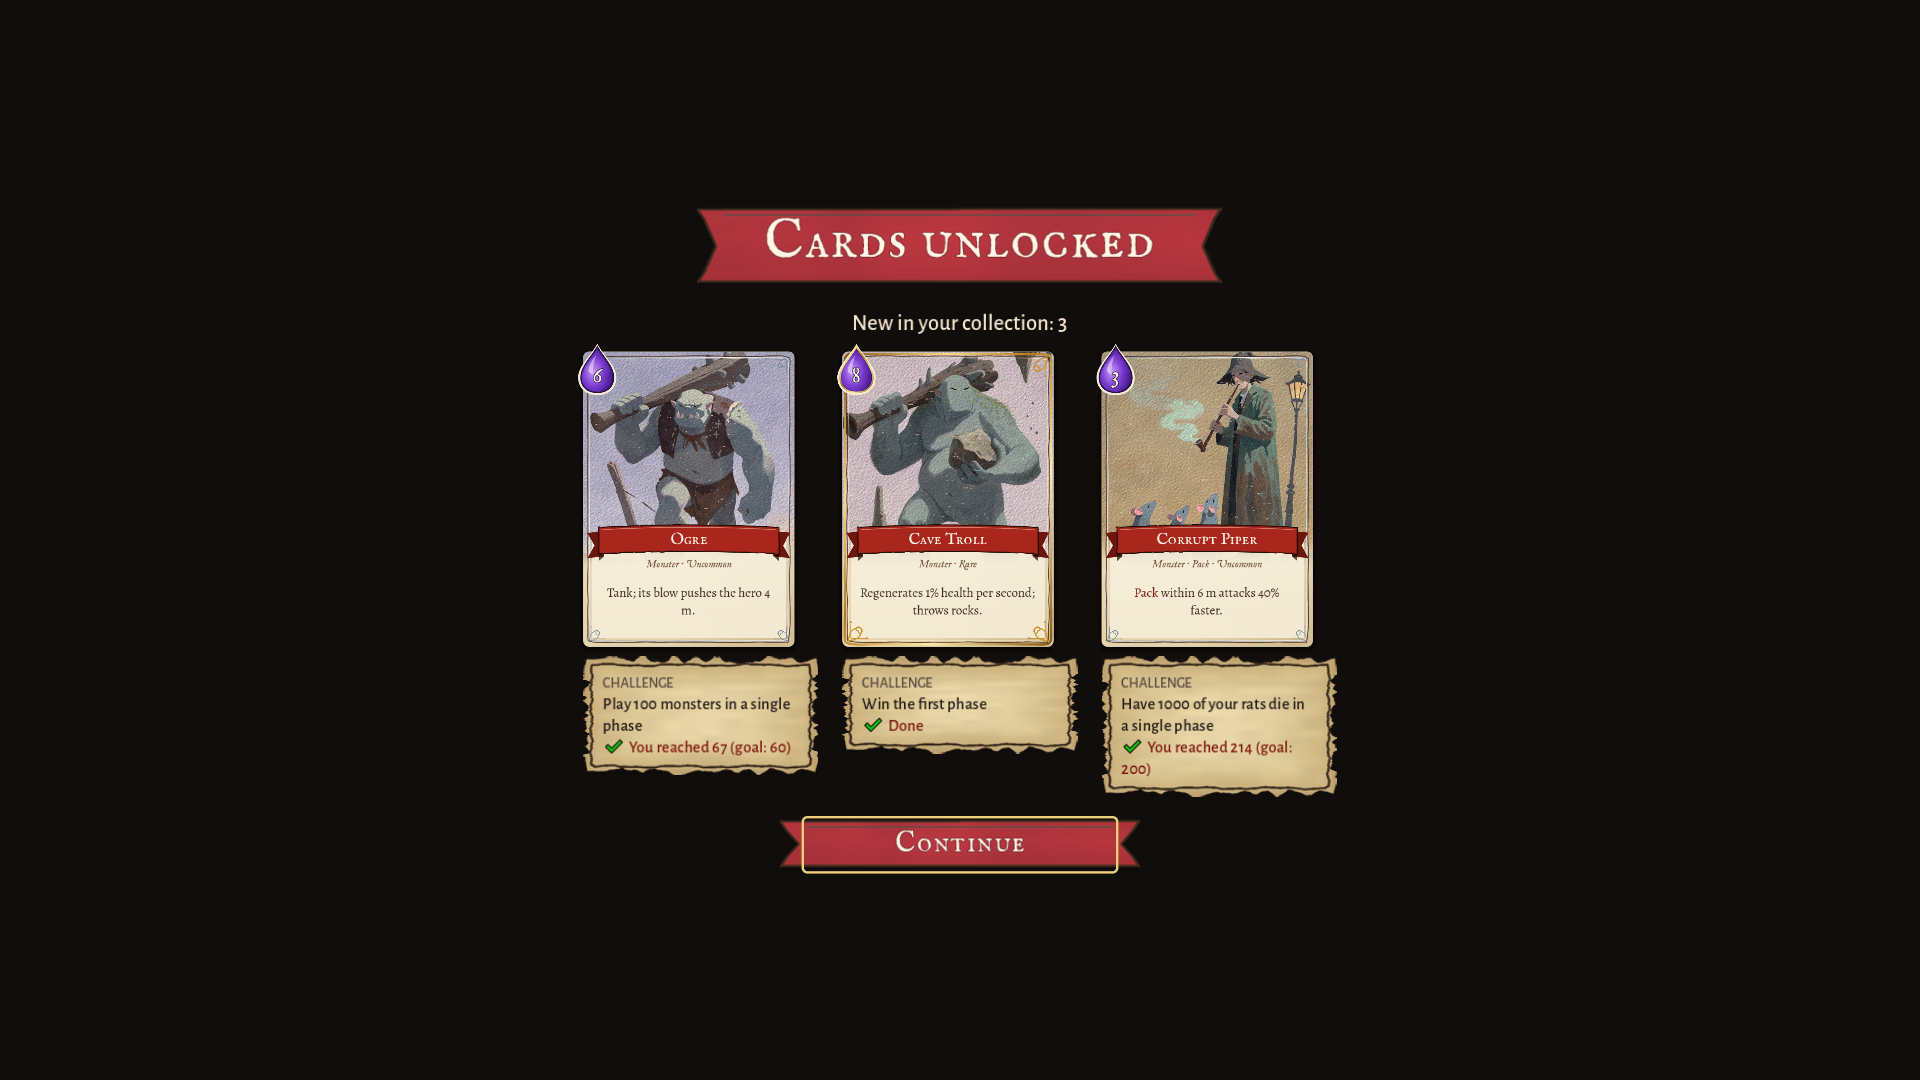 Cards unlocked
New in your collection: 3
6
Ogre
Monster · Uncommon
Tank; its blow pushes the hero 4
m.
CHALLENGE
Play 100 monsters in a single
phase
You reached 67 (goal: 60)
8
Cave Troll
Monster · Rare
Regenerates 1% health per second;
throws rocks.
CHALLENGE
Win the first phase
Done
3
Corrupt Piper
Monster · Pack · Uncommon
Pack within 6 m attacks 40%
faster.
CHALLENGE
Have 1000 of your rats die in
a single phase
You reached 214 (goal:
200)
Continue